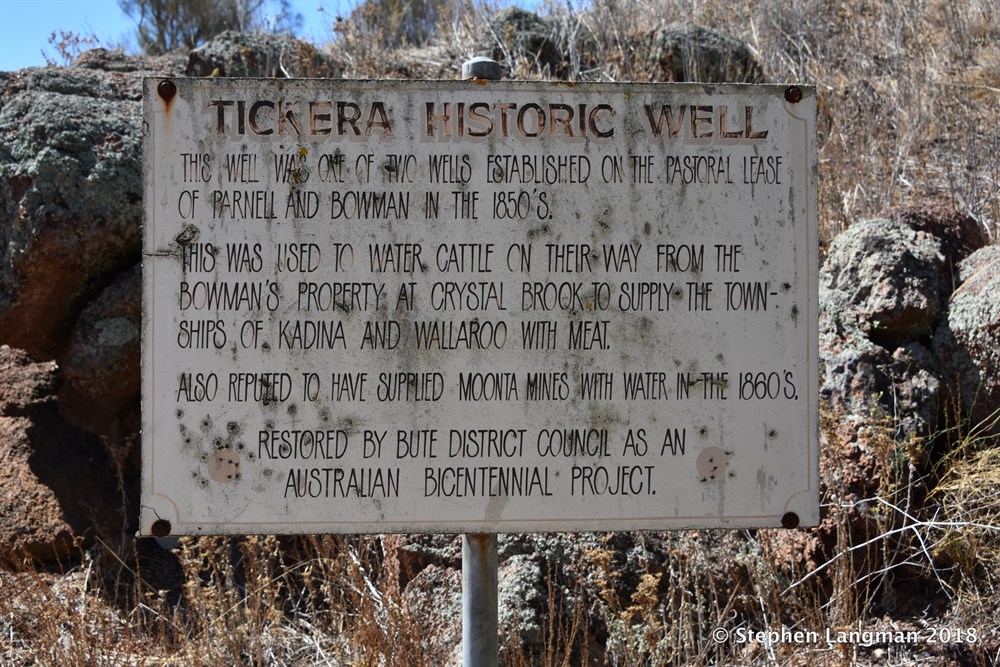 TICKERA HISTORIC WELL
THIS WELL WAS ONE OF TWO WELLS ESTABLISHED ON THE PASTORAL LEASE
OF PARNELL AND BOWMAN IN THE 1850'S.
THIS WAS USED TO WATER CATTLE ON THEIR WAY FROM THE
BOWMAN'S PROPERTY AT CRYSTAL BROOK TO SUPPLY THE TOWN-
SHIPS OF KADINA AND WALLAROO WITH MEAT.
ALSO REPUTED TO HAVE SUPPLIED MOONTA MINES WITH WATER IN THE 1860'S.
RESTORED BY BUTE DISTRICT COUNCIL AS AN
AUSTRALIAN BICENTENNIAL PROJECT.
© Stephen Langman 2018